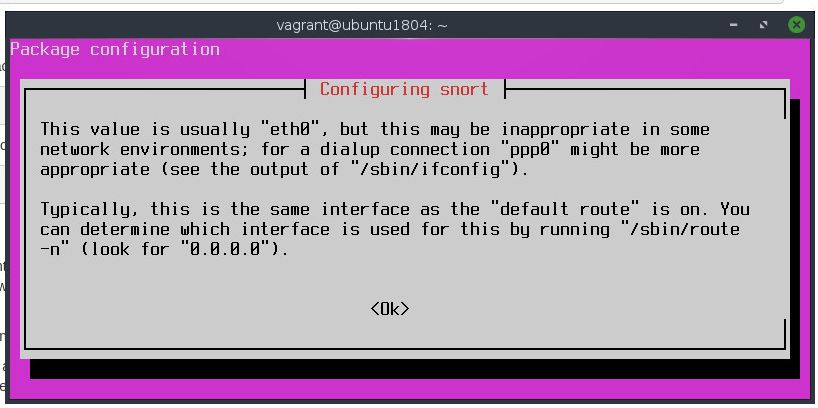 vagrant@ubuntu1804: ~
Package configuration
Configuring snort
This value is usually "eth0", but this may be inappropriate in some
network environments; for a dialup connection "ppp0" might be more
appropriate (see the output of "/sbin/ifconfig").
Typically, this is the same interface as the "default route" is on. You
can determine which interface is used for this by running "/sbin/route
-n" (look for "0.0.0.0").
<Ok>